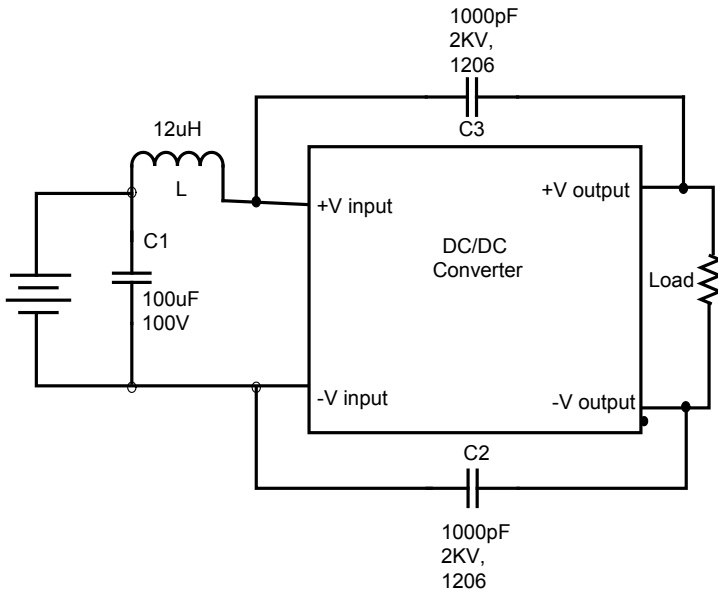 1000pF
2KV,
1206
C3
12uH
L
+V input
+V output
C1
DC/DC
Converter
Load
100uF
100V
-V input
-V output
C2
1000pF
2KV,
1206